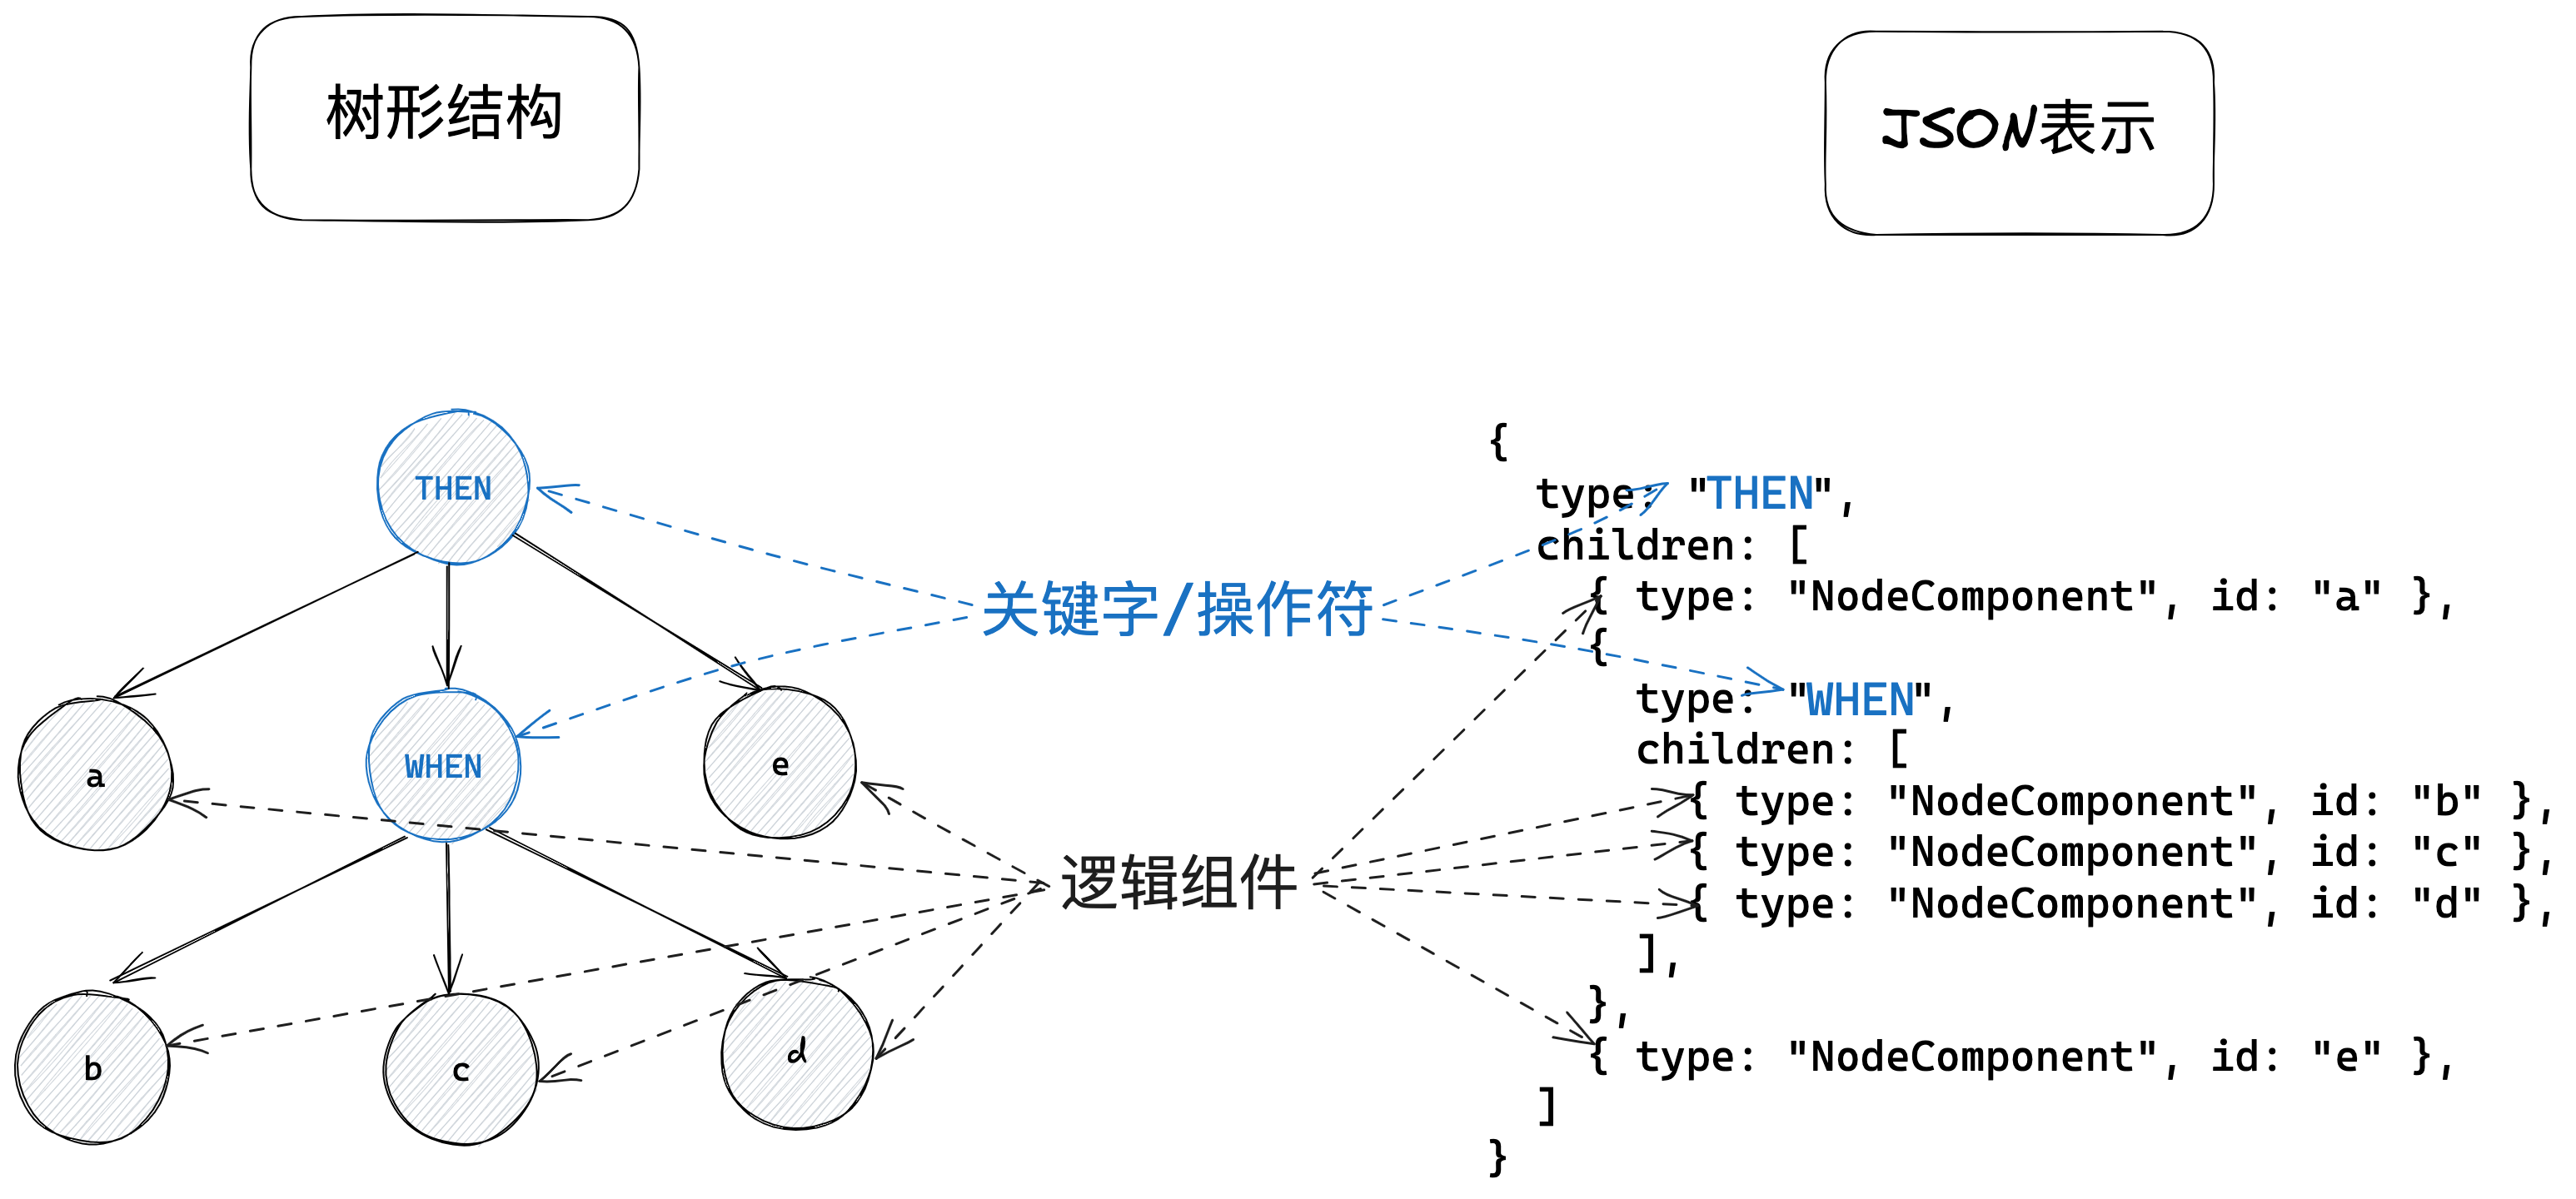 树形结构
JSON表示
THEN
WHEN
a
e
b
c
d
关键字/操作符
逻辑组件
{
  type: "THEN",
  children: [
    { type: "NodeComponent", id: "a" },
    {
      type: "WHEN",
      children: [
        { type: "NodeComponent", id: "b" },
        { type: "NodeComponent", id: "c" },
        { type: "NodeComponent", id: "d" },
      ],
    },
    { type: "NodeComponent", id: "e" },
  ]
}